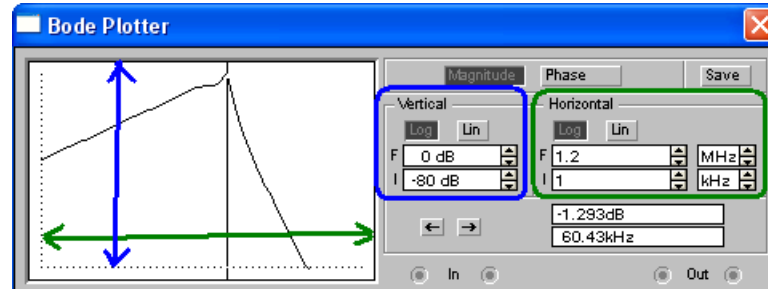 Bode Plotter
Magnitude Phase Save
Vertical Horizontal
Log Lin Log Lin
F 0 dB F 1.2 MHz
I -80 dB I 1 kHz
← → -1.293dB
60.43kHz
In Out